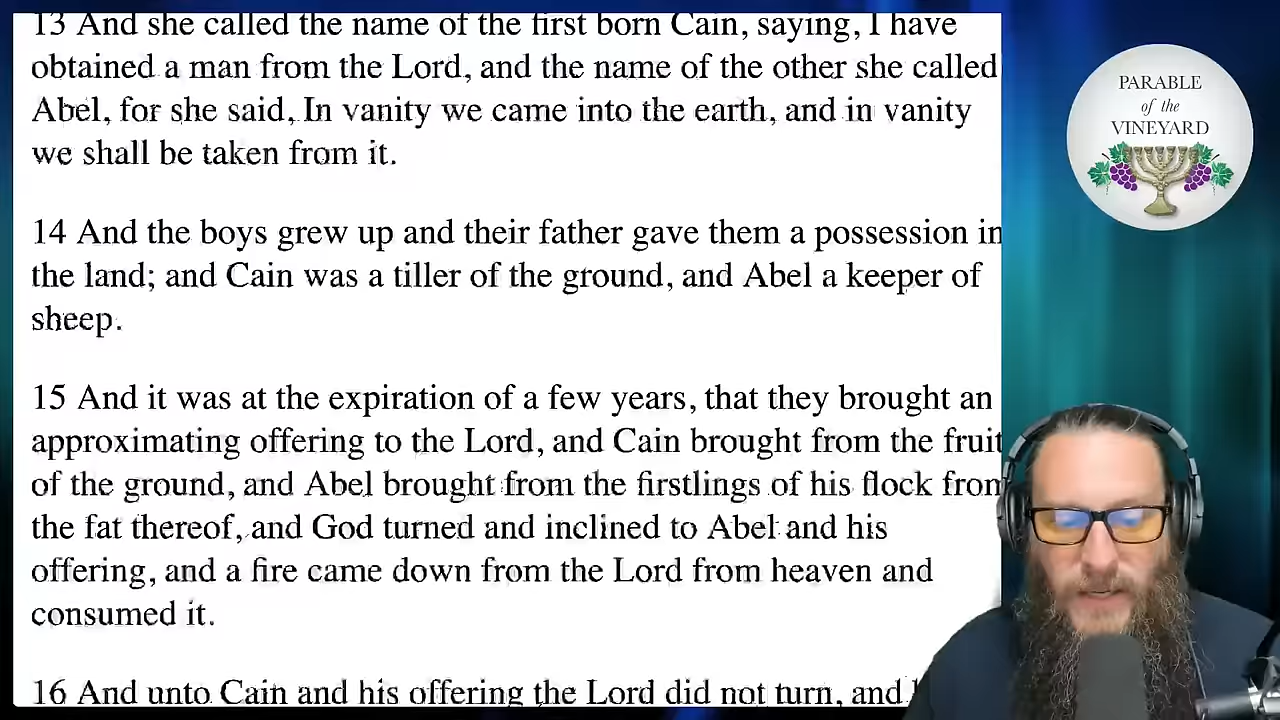 13 And she called the name of the first born Cain, saying, I have
obtained a man from the Lord, and the name of the other she called
Abel, for she said, In vanity we came into the earth, and in vanity
we shall be taken from it.
14 And the boys grew up and their father gave them a possession in
the land; and Cain was a tiller of the ground, and Abel a keeper of
sheep.
15 And it was at the expiration of a few years, that they brought an
approximating offering to the Lord, and Cain brought from the fruit
of the ground, and Abel brought from the firstlings of his flock from
the fat thereof, and God turned and inclined to Abel and his
offering, and a fire came down from the Lord from heaven and
consumed it.
16 And unto Cain and his offering the Lord did not turn, and
PARABLE
of the
VINEYARD